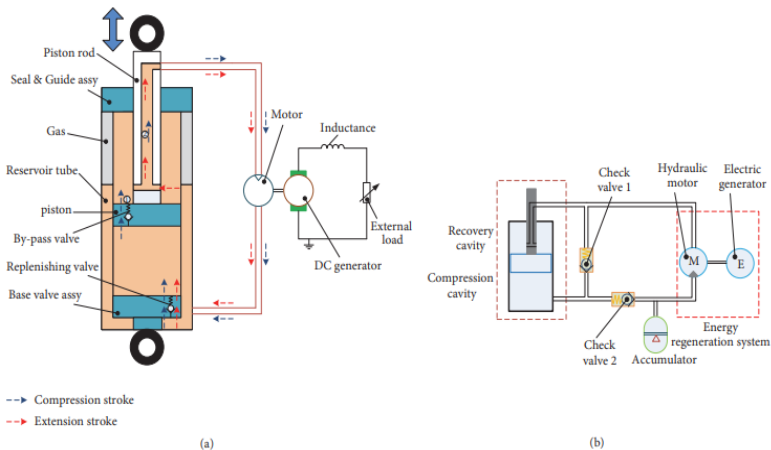 Piston rod
Seal & Guide assy
Gas
Reservoir tube
piston
By-pass valve
Replenishing valve
Base valve assy
Motor
Inductance
External
load
DC generator
Compression stroke
Extension stroke
(a)
Check
valve 1
Hydraulic
motor
Electric
generator
Recovery
cavity
Compression
cavity
M
E
Check
valve 2
Accumulator
Energy
regeneration system
(b)